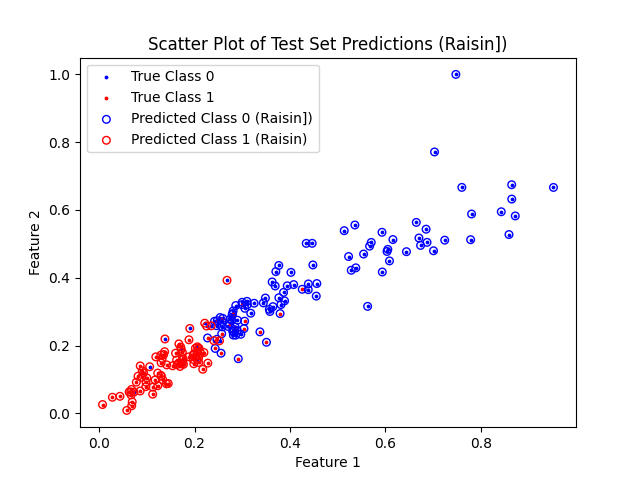 Scatter Plot of Test Set Predictions (Raisin])
True Class 0
True Class 1
Predicted Class 0 (Raisin])
Predicted Class 1 (Raisin)
Feature 2
1.0
0.8
0.6
0.4
0.2
0.0
0.0 0.2 0.4 0.6 0.8
Feature 1